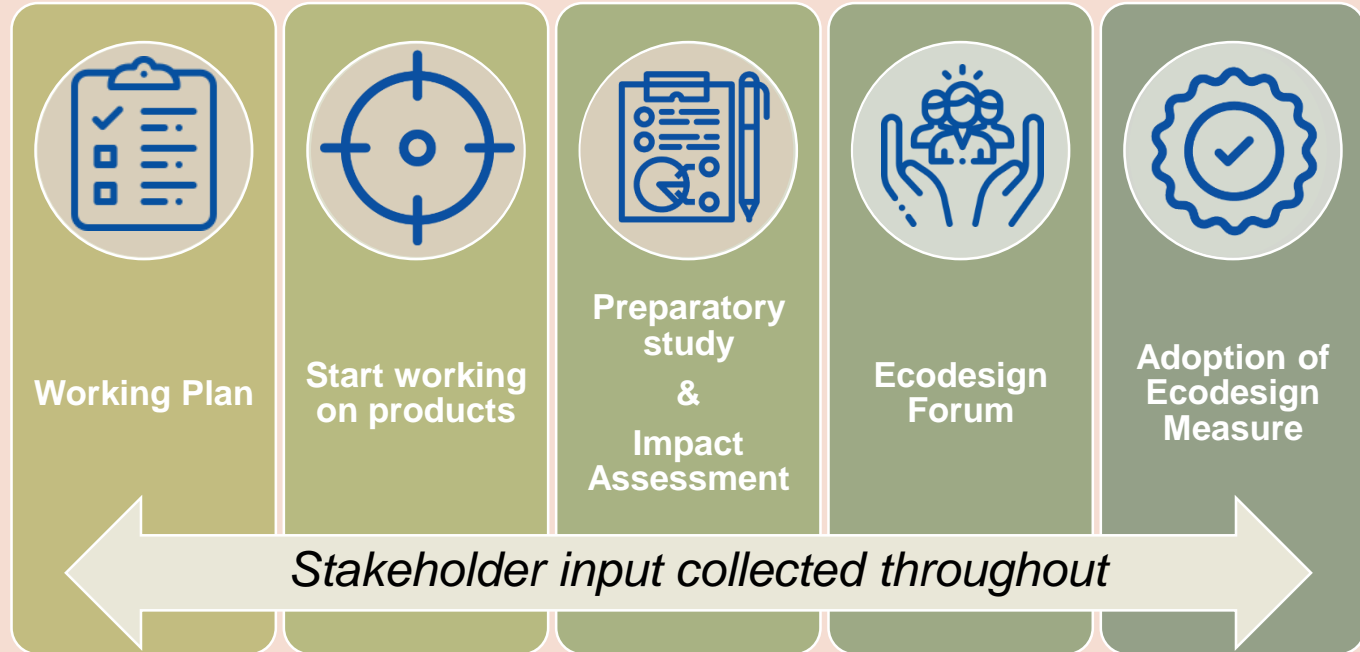 Working Plan
Start working
on products
Preparatory
study
&
Impact
Assessment
Ecodesign
Forum
Adoption of
Ecodesign
Measure
Stakeholder input collected throughout